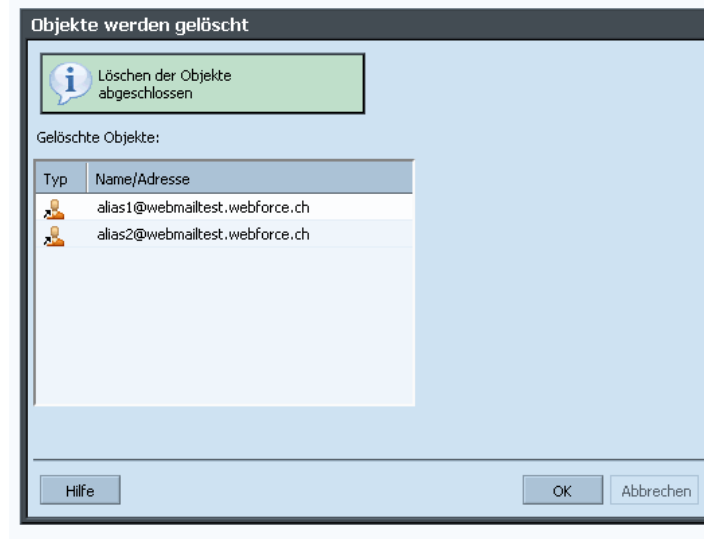 Objekte werden gelöscht
Löschen der Objekte
abgeschlossen
Gelöschte Objekte:
Typ Name/Adresse
alias1@webmailtest.webforce.ch
alias2@webmailtest.webforce.ch
Hilfe OK Abbrechen